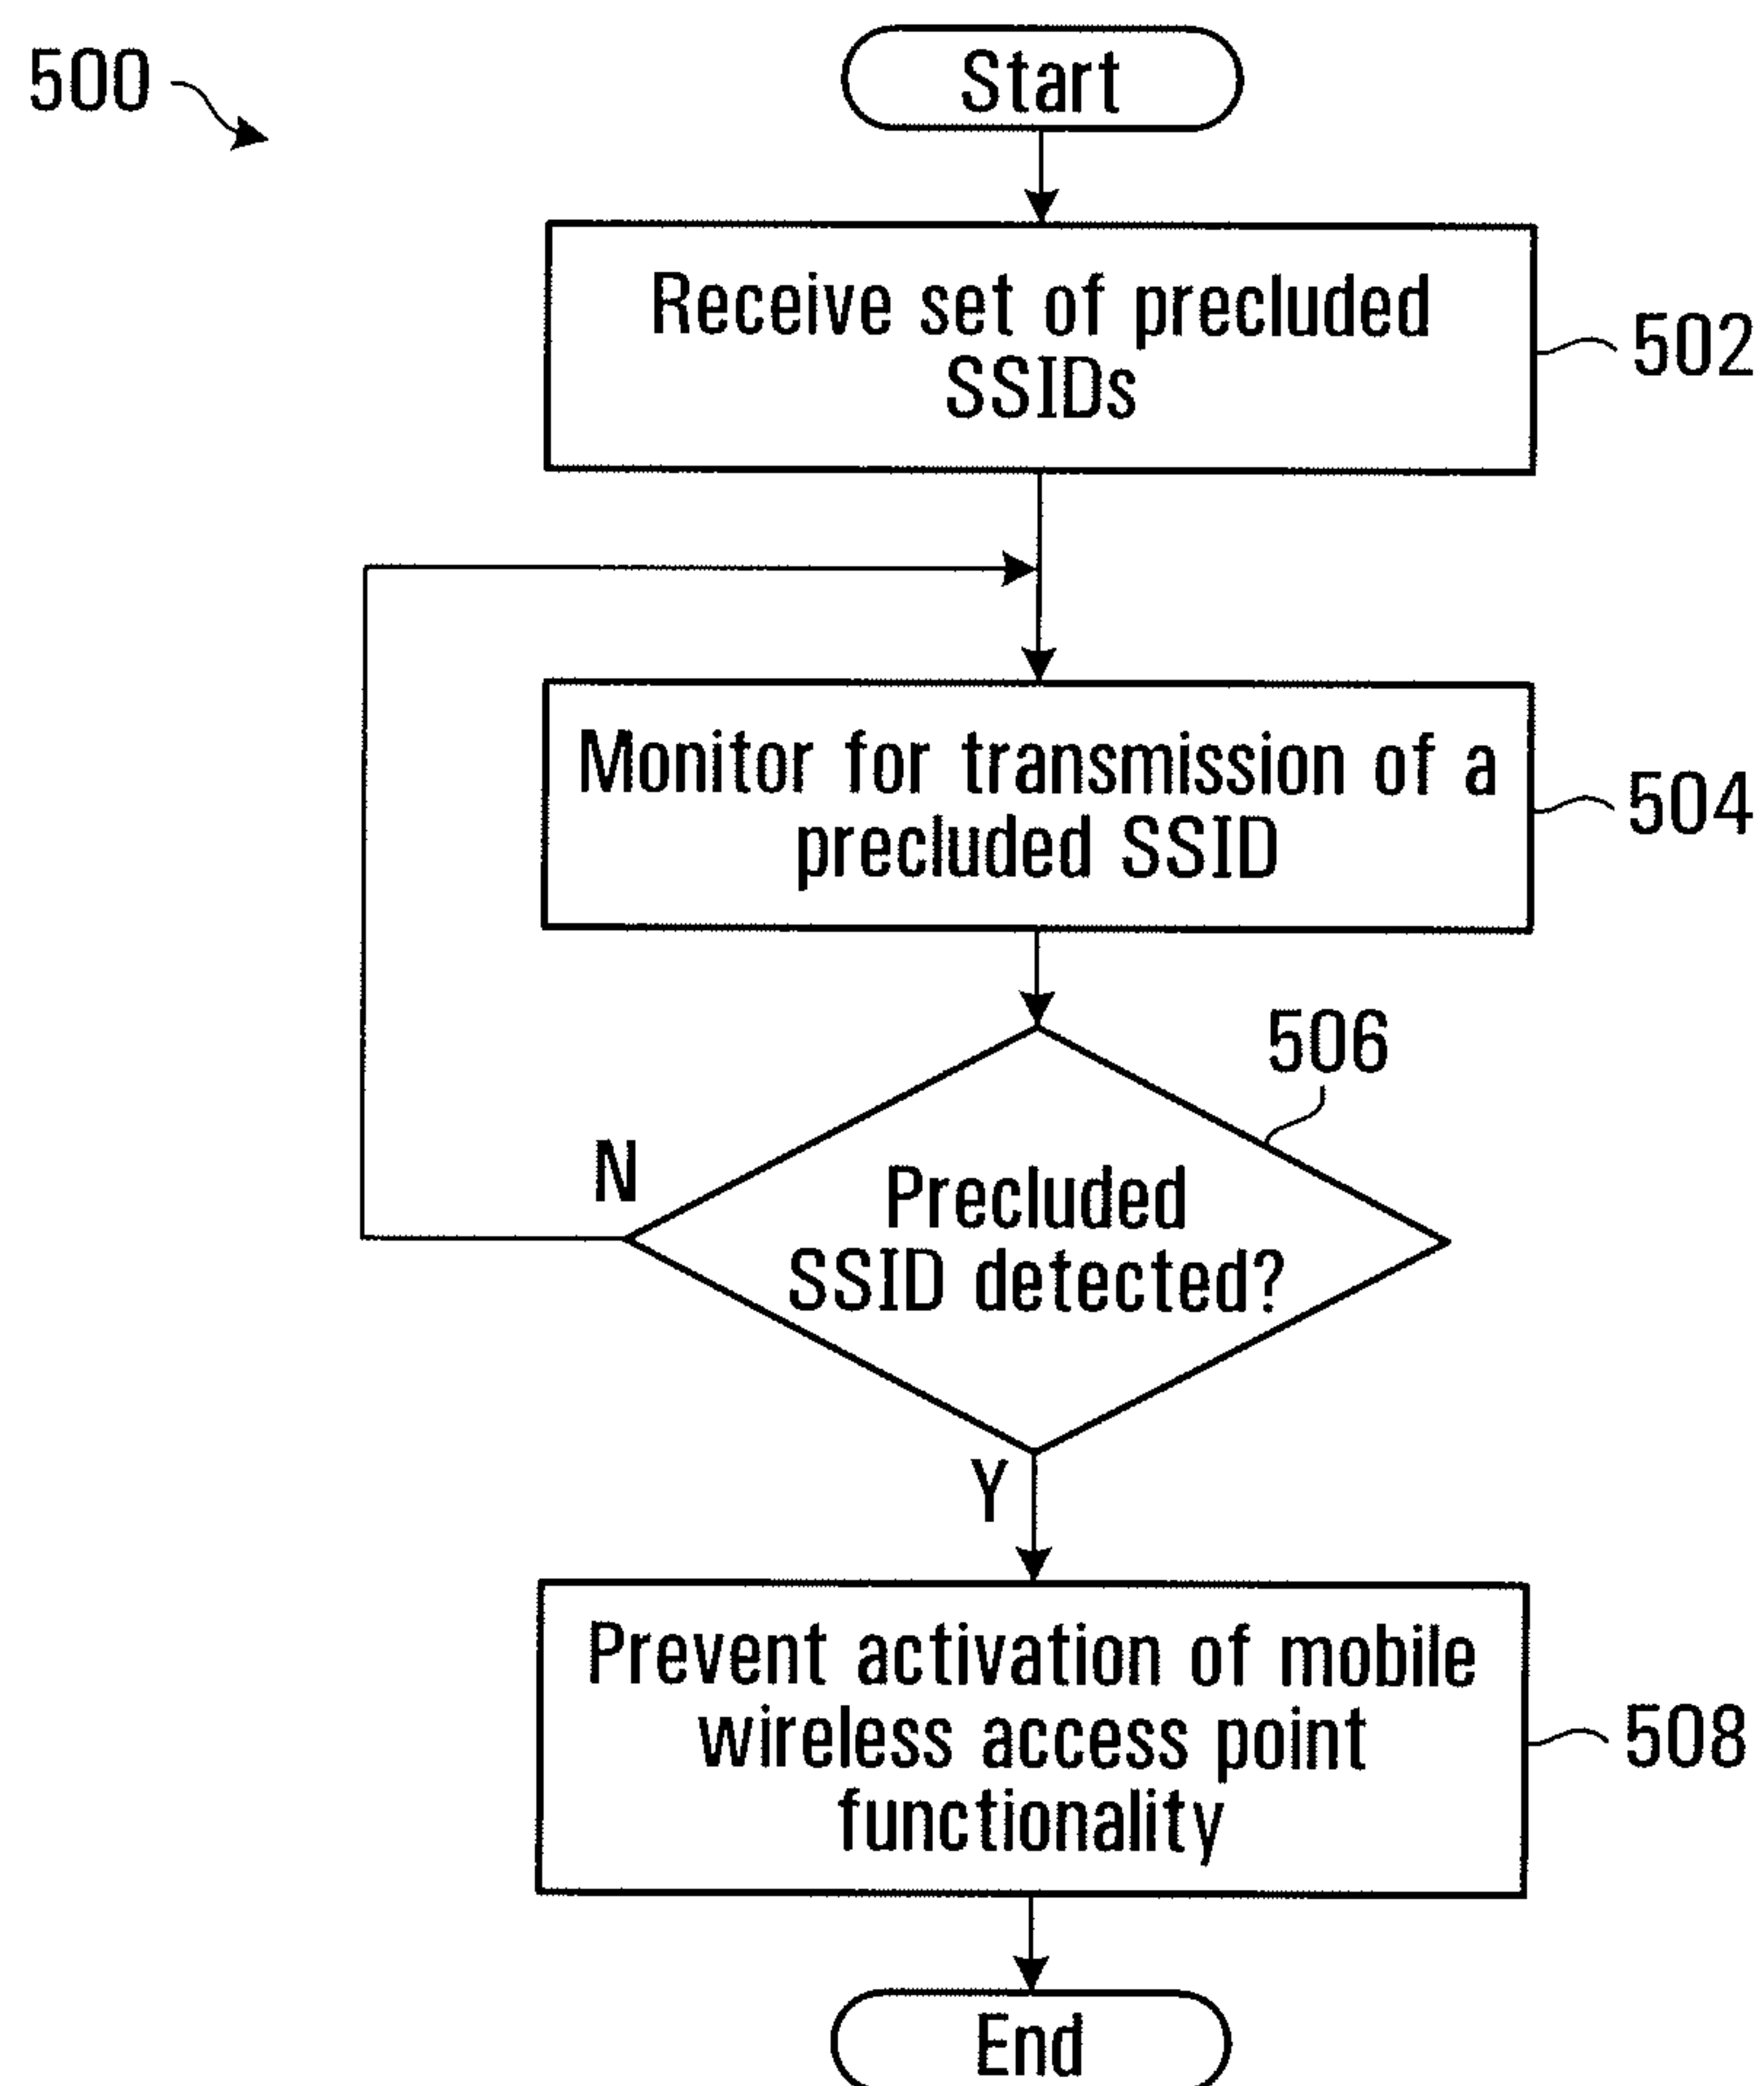 500
Start
Receive set of precluded
SSIDs
502
Monitor for transmission of a
precluded SSID
504
506
N
Precluded
SSID detected?
Y
Prevent activation of mobile
wireless access point
functionality
508
End